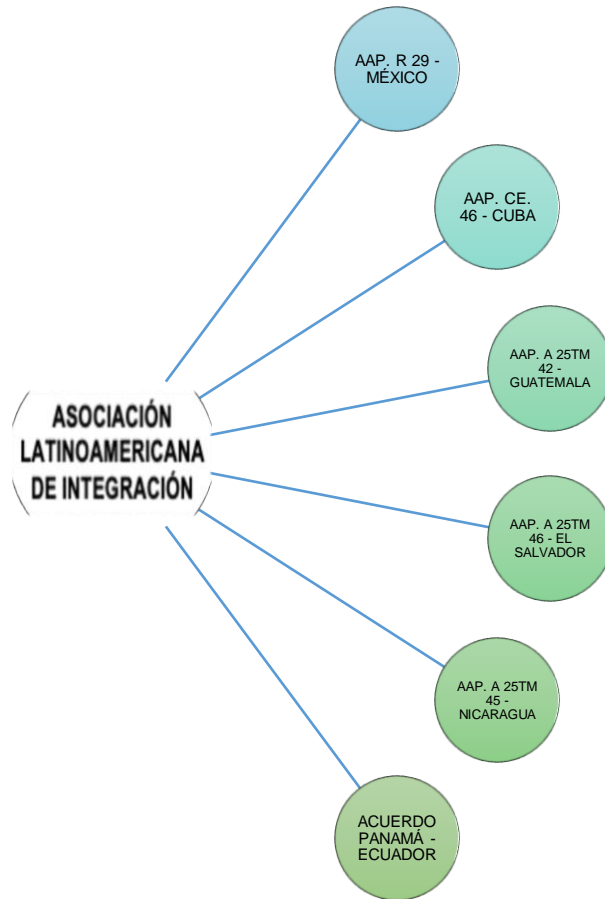 AAP. R 29 -
MÉXICO
AAP. CE.
46 - CUBA
AAP. A 25TM
42 -
GUATEMALA
ASOCIACIÓN
LATINOAMERICANA
DE INTEGRACIÓN
AAP. A 25TM
46 - EL
SALVADOR
AAP. A 25TM
45 -
NICARAGUA
ACUERDO
PANAMÁ -
ECUADOR